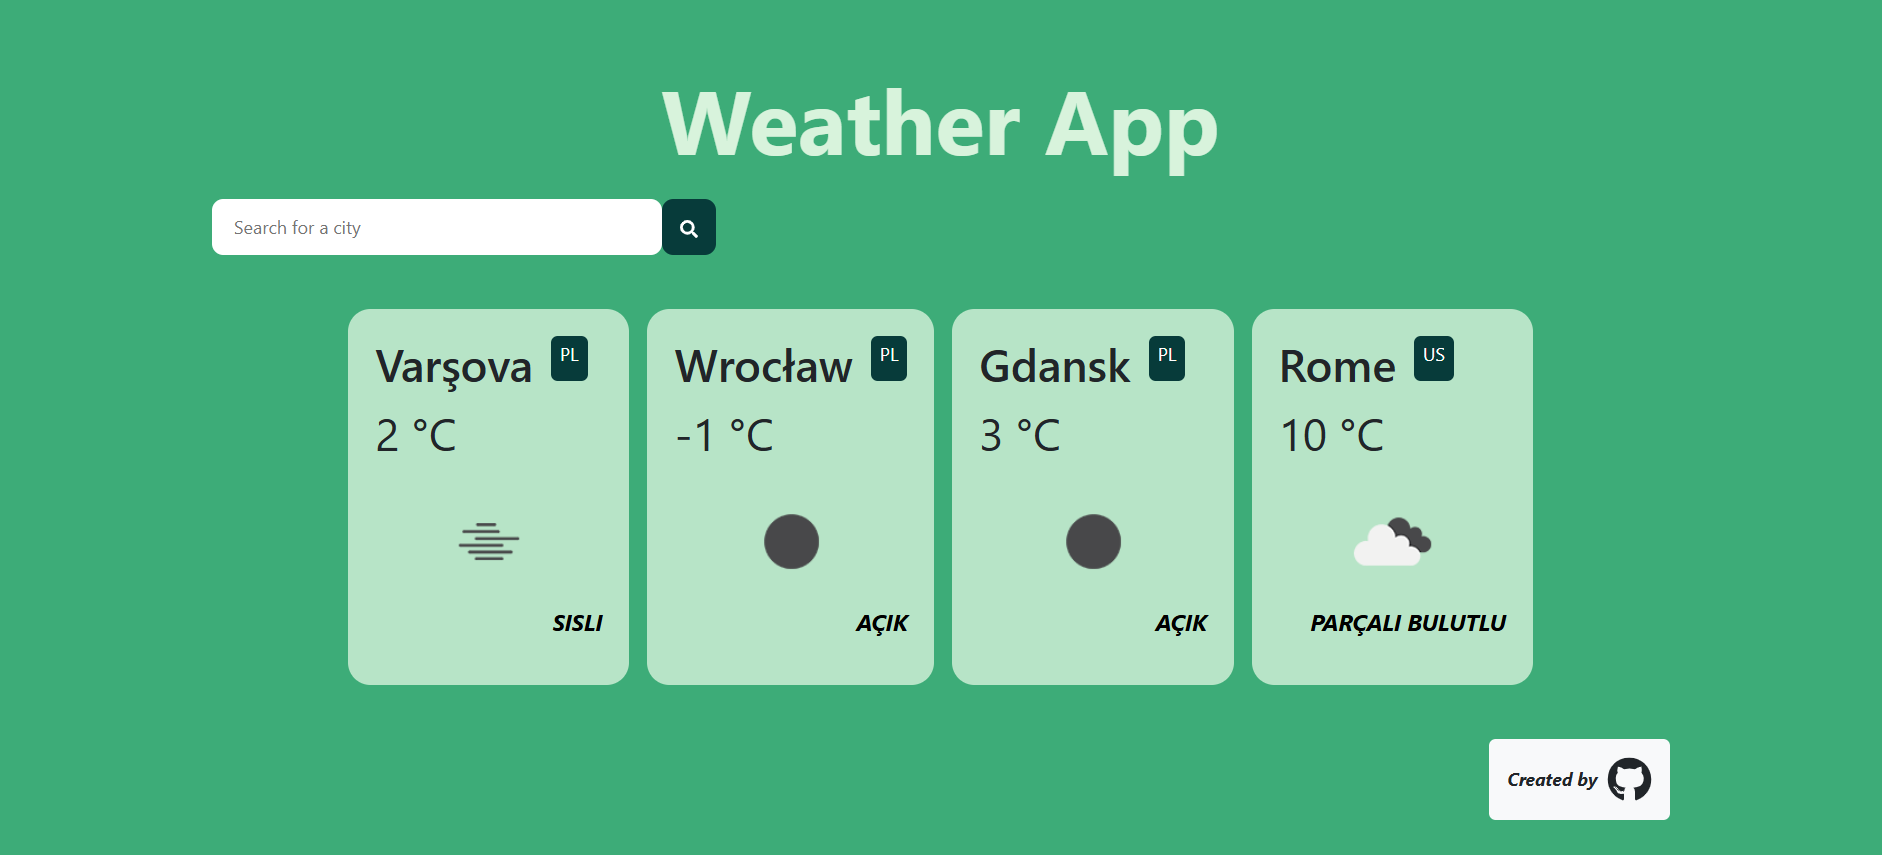 Weather App
Search for a city
Varşova PL
2 °C
SISLI
Wrocław PL
-1 °C
AÇIK
Gdansk PL
3 °C
AÇIK
Rome US
10 °C
PARÇALI BULUTLU
Created by